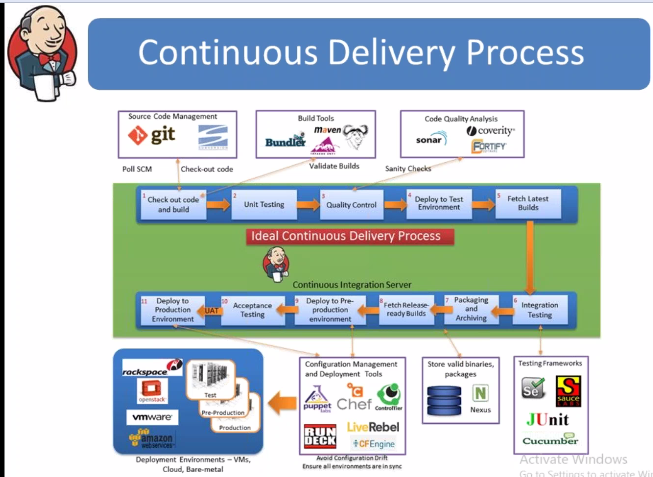 Continuous Delivery Process
Source Code Management
git
Poll SCM
Check-out code
Build Tools
maven
Bundler
Validate Builds
Code Quality Analysis
sonar
coverity
FORTIFY
Sanity Checks
1
Check out code
and build
2
Unit Testing
3
Quality Control
4
Deploy to Test
Environment
5
Fetch Latest
Builds
Ideal Continuous Delivery Process
Continuous Integration Server
11
Deploy to
Production
Environment
UAT
10
Acceptance
Testing
9
Deploy to Pre-
production
environment
8
Fetch Release-
ready Builds
7
Packaging
and
Archiving
6
Integration
Testing
rackspace
openstack
vmware
amazon
webservices
Test
Pre-Production
Production
Deployment Environments – VMs,
Cloud, Bare-metal
Configuration Management
and Deployment Tools
puppet
labs
Chef
ControlTier
RUN
DECK
LiveRebel
CFEngine
Avoid Configuration Drift
Ensure all environments are in sync
Store valid binaries,
packages
N
Nexus
Testing Frameworks
Se
SAUCE
LABS
JUnit
Cucumber
Activate Windows
Go to Settings to activate Wi